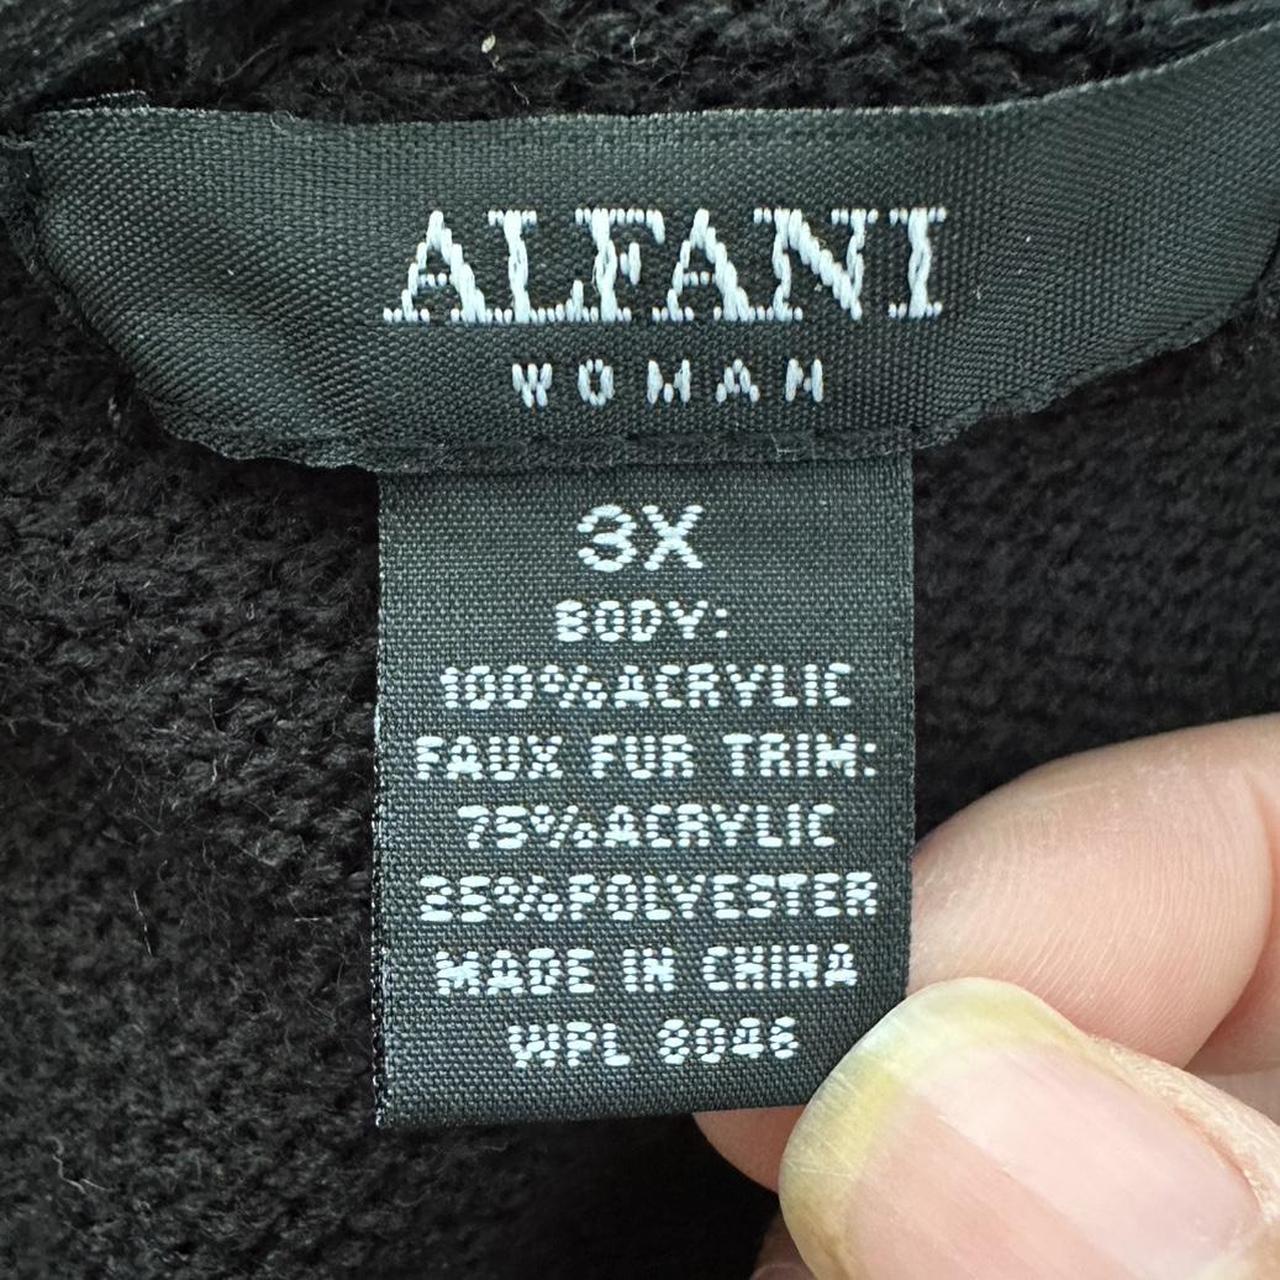 ALFANI
WOMAN
3X
BODY:
100%ACRYLIC
FAUX FUR TRIM:
75%ACRYLIC
25%POLYESTER
MADE IN CHINA
WPL 8046